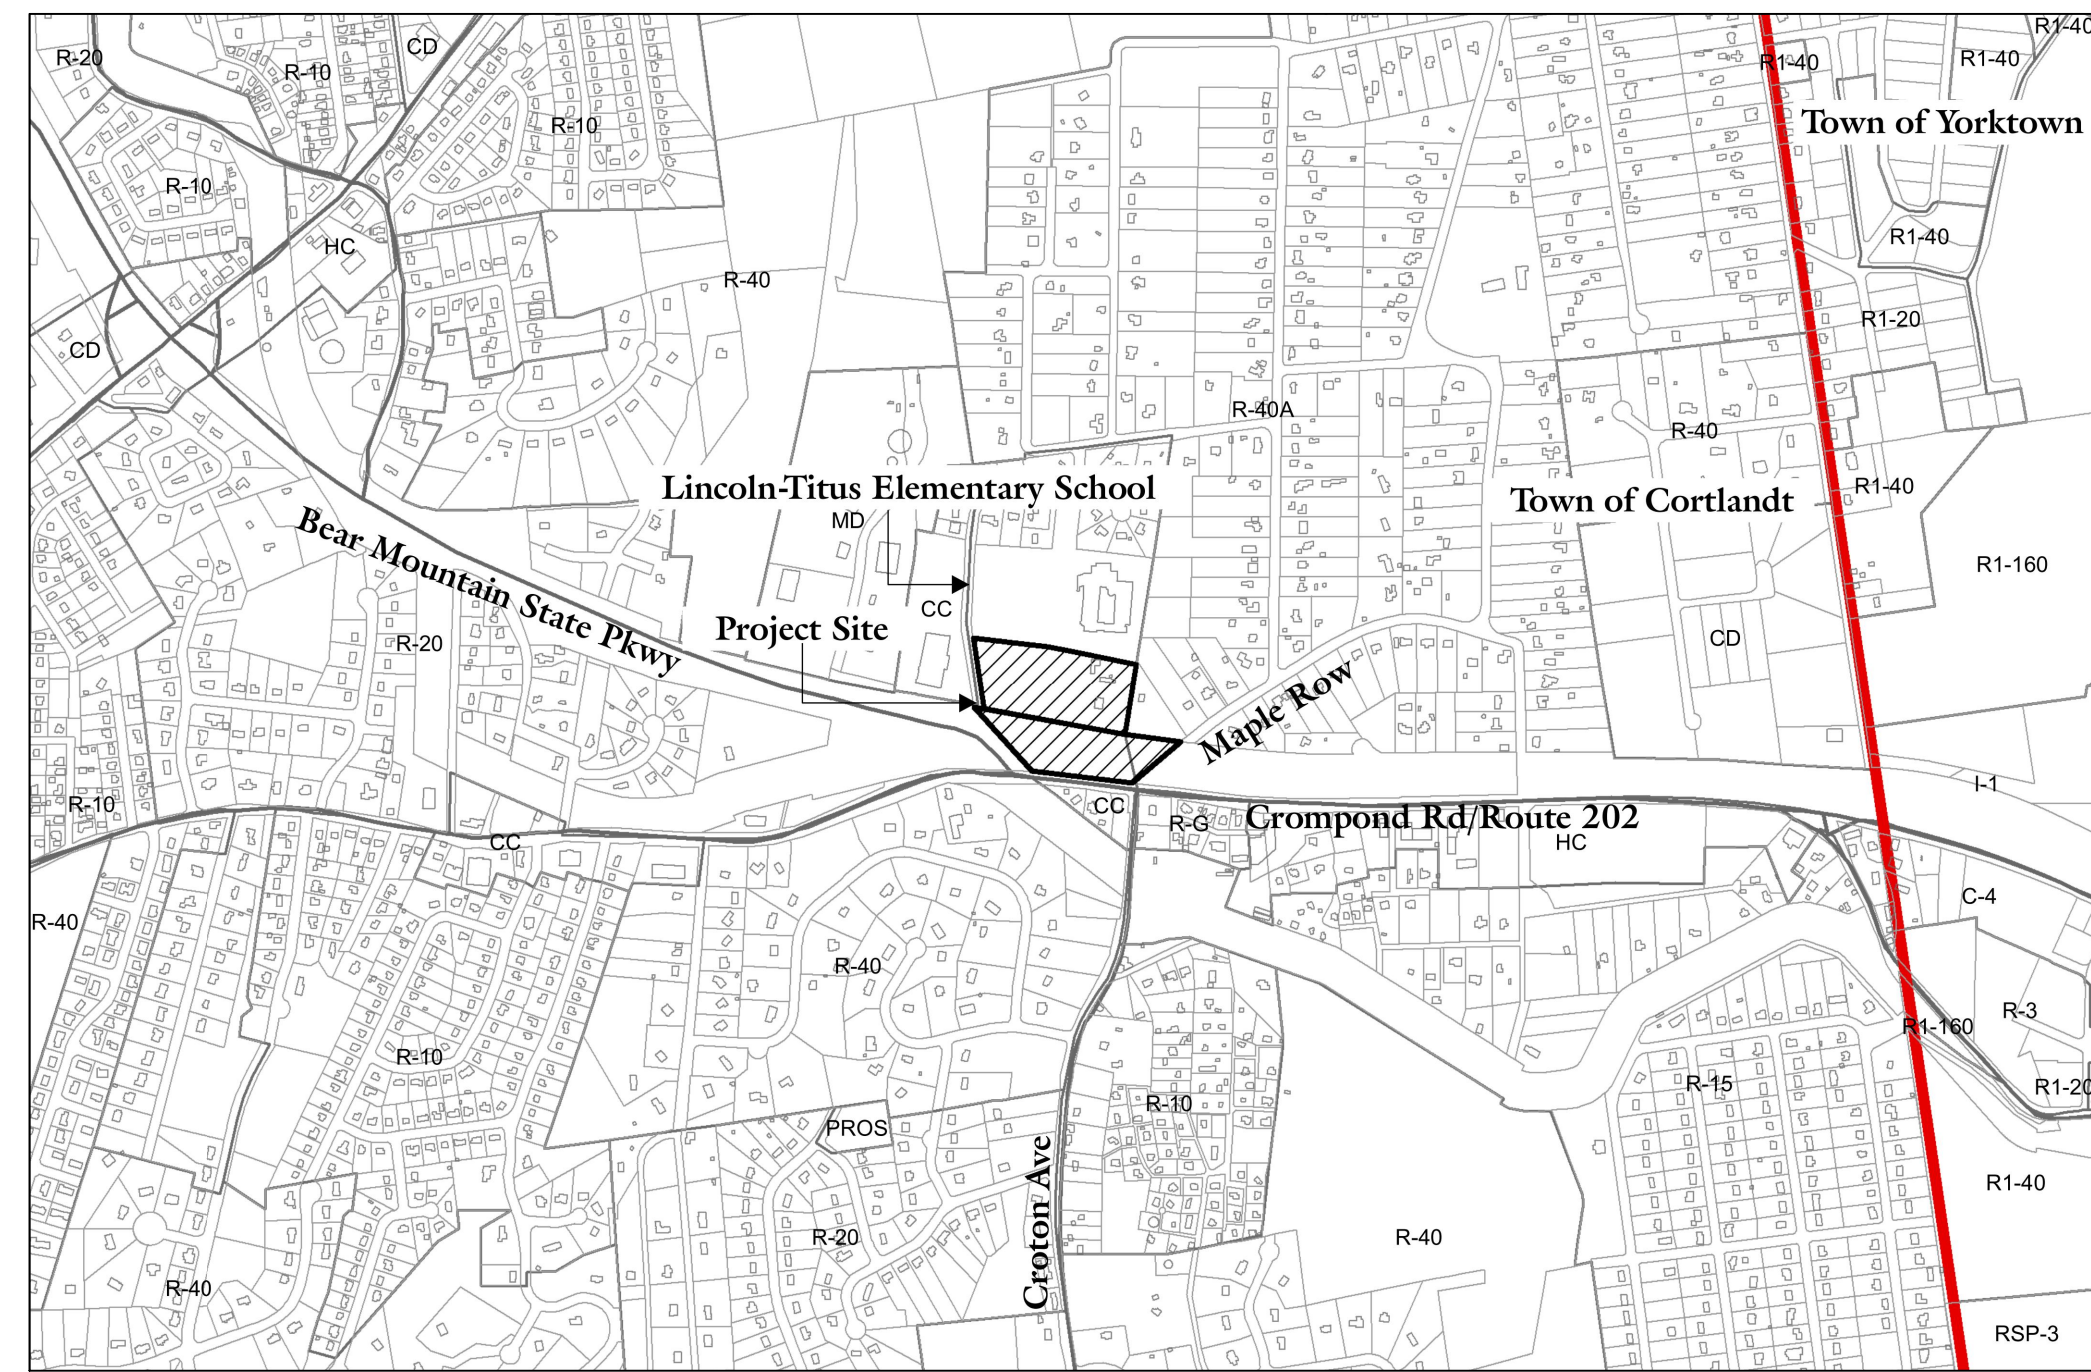 R1-40
R-20
CD
R-10
R1-40
R1-40
R-10
Town of Yorktown
R-10
HC
R1-40
R-40
R1-20
CD
R-40A
R-40
Lincoln-Titus Elementary School
R1-40
Town of Cortlandt
MD
Bear Mountain State Pkwy
R1-160
CC
Project Site
R-20
CD
Maple Row
I-1
R-10
CC
Crompond Rd/Route 202
R-G
CC
HC
C-4
R-40
R-40
R-3
R1-160
R-10
R-15
R1-20
R-10
PROS
R1-40
Croton Ave
R-20
R-40
R-40
RSP-3